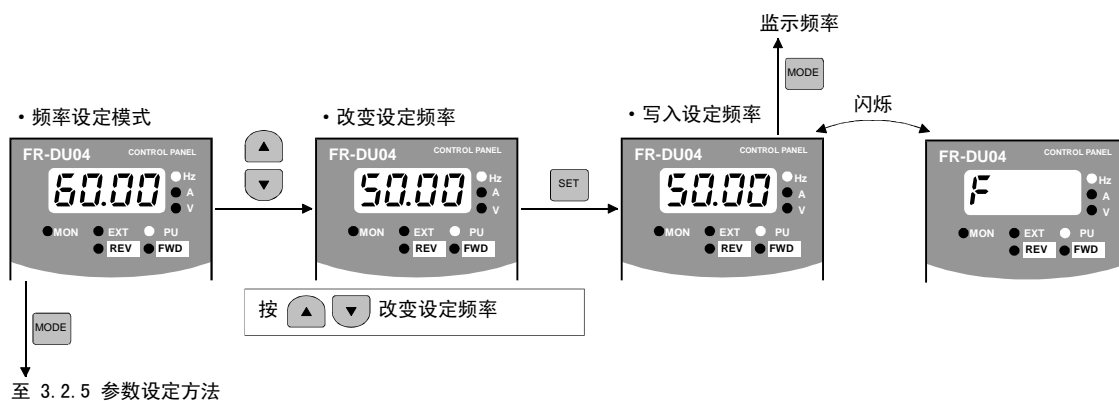 监示频率
MODE
·频率设定模式
·改变设定频率
·写入设定频率
闪烁
FR-DU04 CONTROL PANEL
60.00
Hz
A
V
MON EXT PU
REV FWD
FR-DU04 CONTROL PANEL
50.00
Hz
A
V
MON EXT PU
REV FWD
SET
FR-DU04 CONTROL PANEL
50.00
Hz
A
V
MON EXT PU
REV FWD
FR-DU04 CONTROL PANEL
F
Hz
A
V
MON EXT PU
REV FWD
按 改变设定频率
MODE
至 3.2.5 参数设定方法